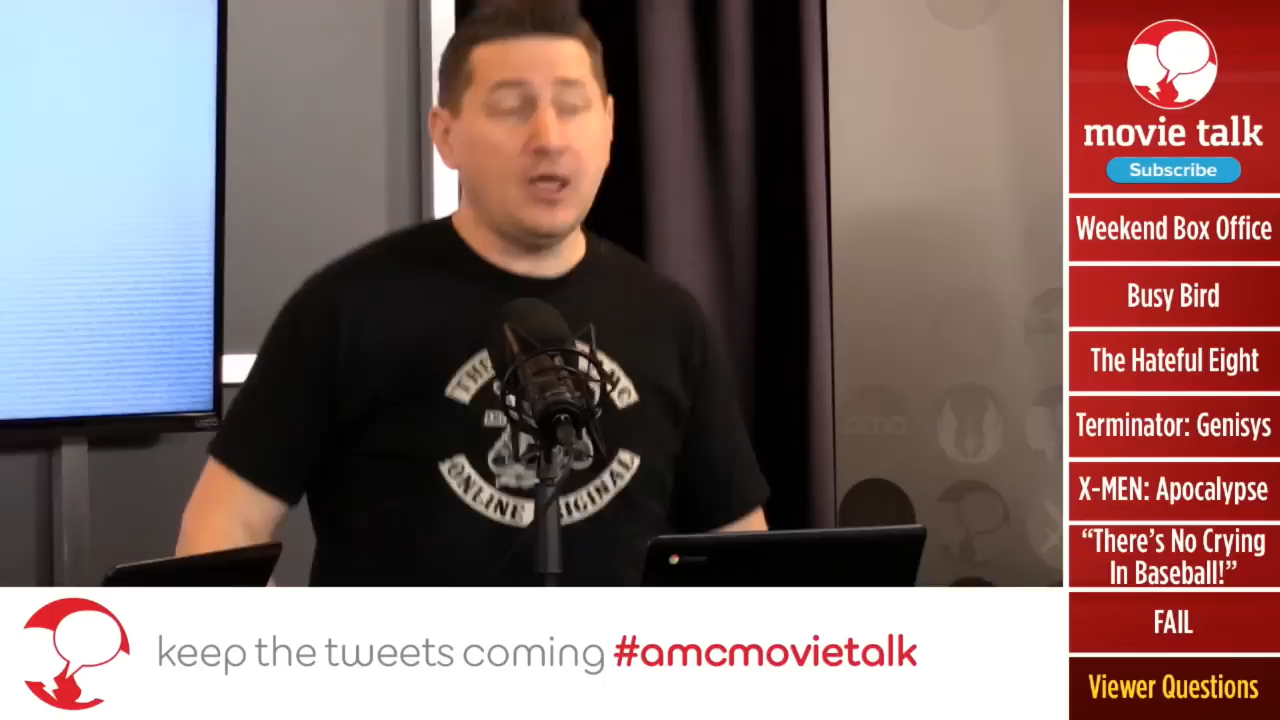 movie talk
Subscribe
Weekend Box Office
Busy Bird
The Hateful Eight
Terminator: Genisys
X-MEN: Apocalypse
“There’s No Crying
In Baseball!”
FAIL
Viewer Questions
THE
ONLINE ORIGINAL
keep the tweets coming #amcmovietalk